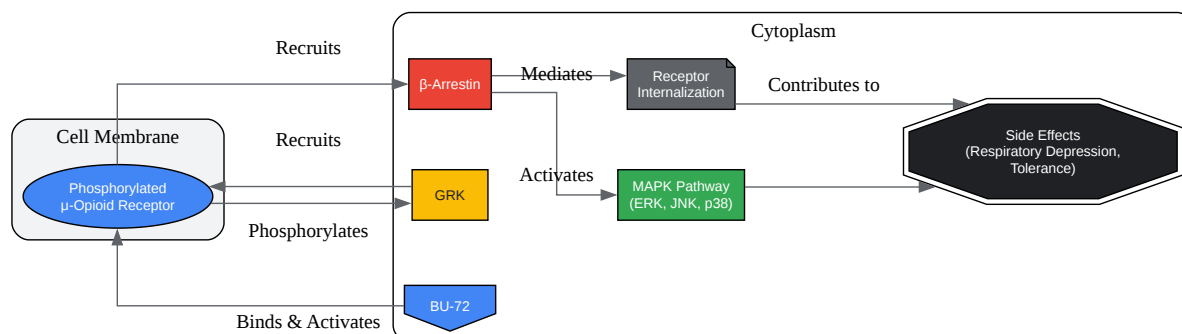 Cytoplasm
Recruits
β-Arrestin
Mediates
Receptor
Internalization
Contributes to
Cell Membrane
Recruits
Side Effects
(Respiratory Depression,
Tolerance)
Phosphorylated
μ-Opioid Receptor
GRK
Activates
MAPK Pathway
(ERK, JNK, p38)
Phosphorylates
BU-72
Binds & Activates